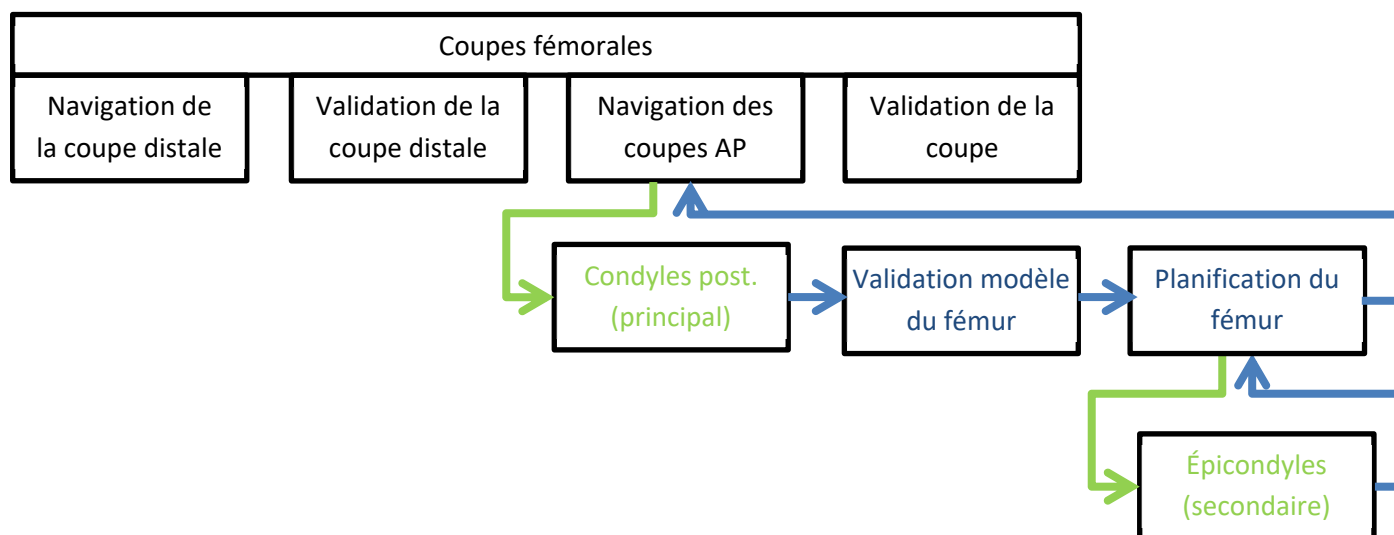 Coupes fémorales
Navigation de
la coupe distale
Validation de la
coupe distale
Navigation des
coupes AP
Validation de la
coupe
Condyles post.
(principal)
Validation modèle
du fémur
Planification du
fémur
Épicondyles
(secondaire)